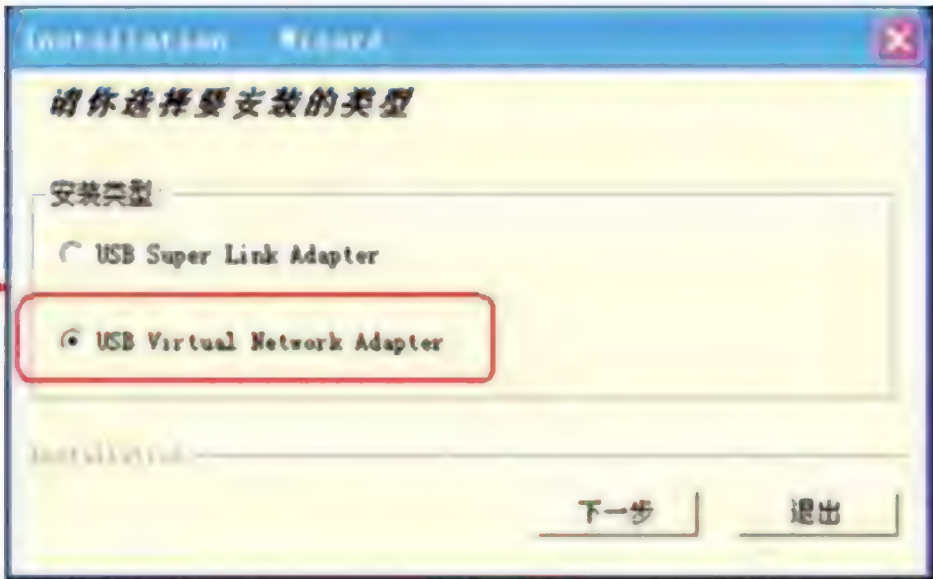 Installation Wizard
请你选择要安装的类型
安装类型
USB Super Link Adapter
USB Virtual Network Adapter
Installation
下一步
退出